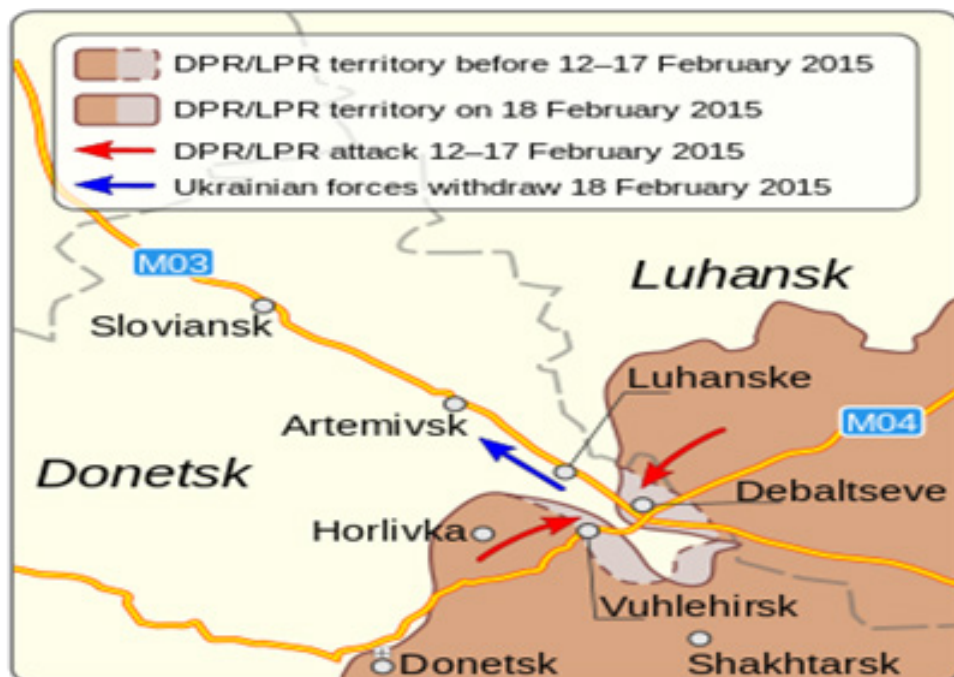 DPR/LPR territory before 12–17 February 2015
DPR/LPR territory on 18 February 2015
DPR/LPR attack 12–17 February 2015
Ukrainian forces withdraw 18 February 2015
M03
Luhansk
Sloviansk
Luhanske
Artemivsk
M04
Donetsk
Debaltseve
Horlivka
Vuhlehirsk
Donetsk
Shakhtarsk